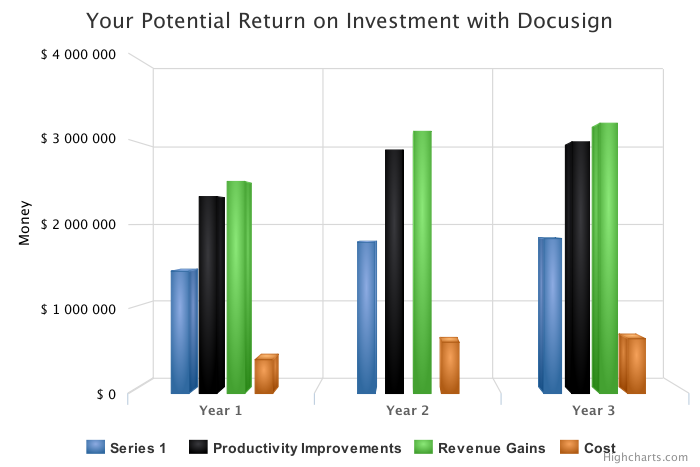 Your Potential Return on Investment with Docusign
$ 4 000 000
$ 3 000 000
$ 2 000 000
$ 1 000 000
$ 0
Money
Year 1
Year 2
Year 3
Series 1 Productivity Improvements Revenue Gains Cost
Highcharts.com